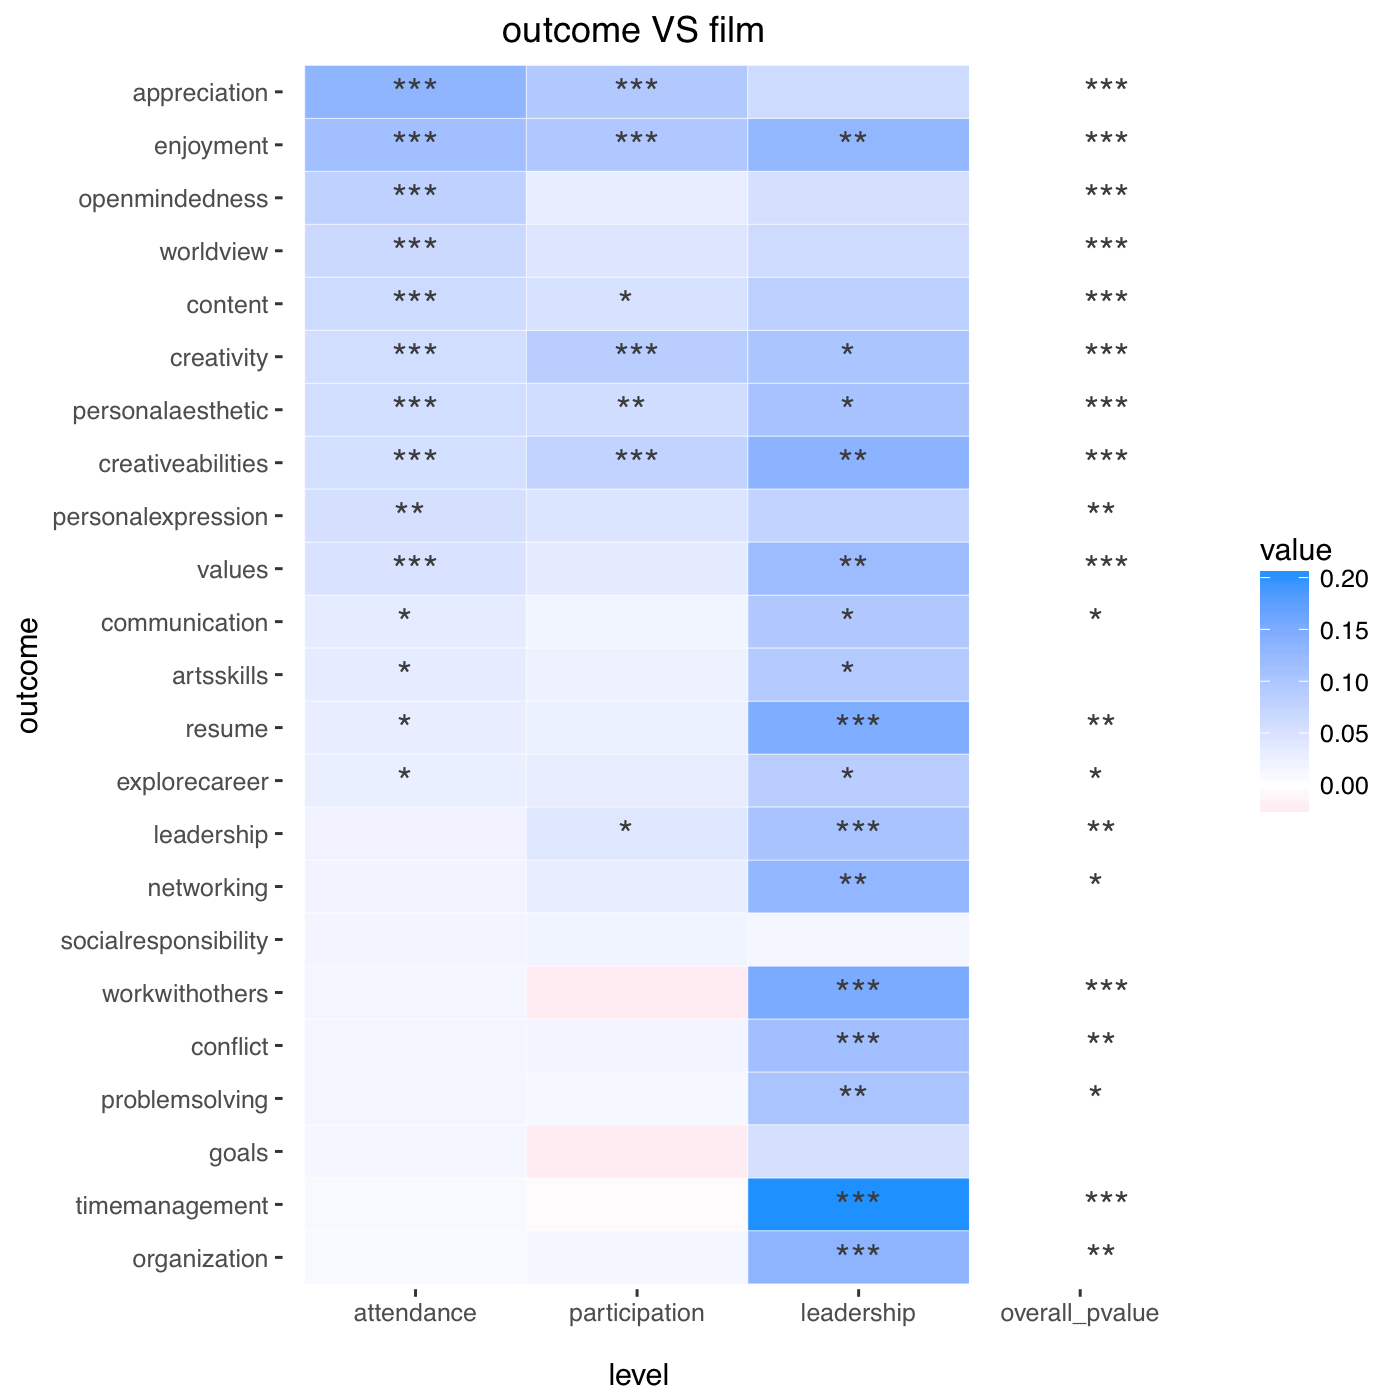 outcome VS film
appreciation *** *** ***
enjoyment *** *** ** ***
openmindedness *** ***
worldview *** ***
content *** * ***
creativity *** *** * ***
personalaesthetic *** ** * ***
creativeabilities *** *** ** ***
personalexpression ** **
values *** ** ***
communication * * *
artsskills * *
resume * *** **
explorecareer * * *
leadership * *** **
networking ** *
socialresponsibility
workwithothers *** ***
conflict *** **
problemsolving ** *
goals
timemanagement *** ***
organization *** **
attendance participation leadership overall_pvalue
level
outcome
value
0.20
0.15
0.10
0.05
0.00